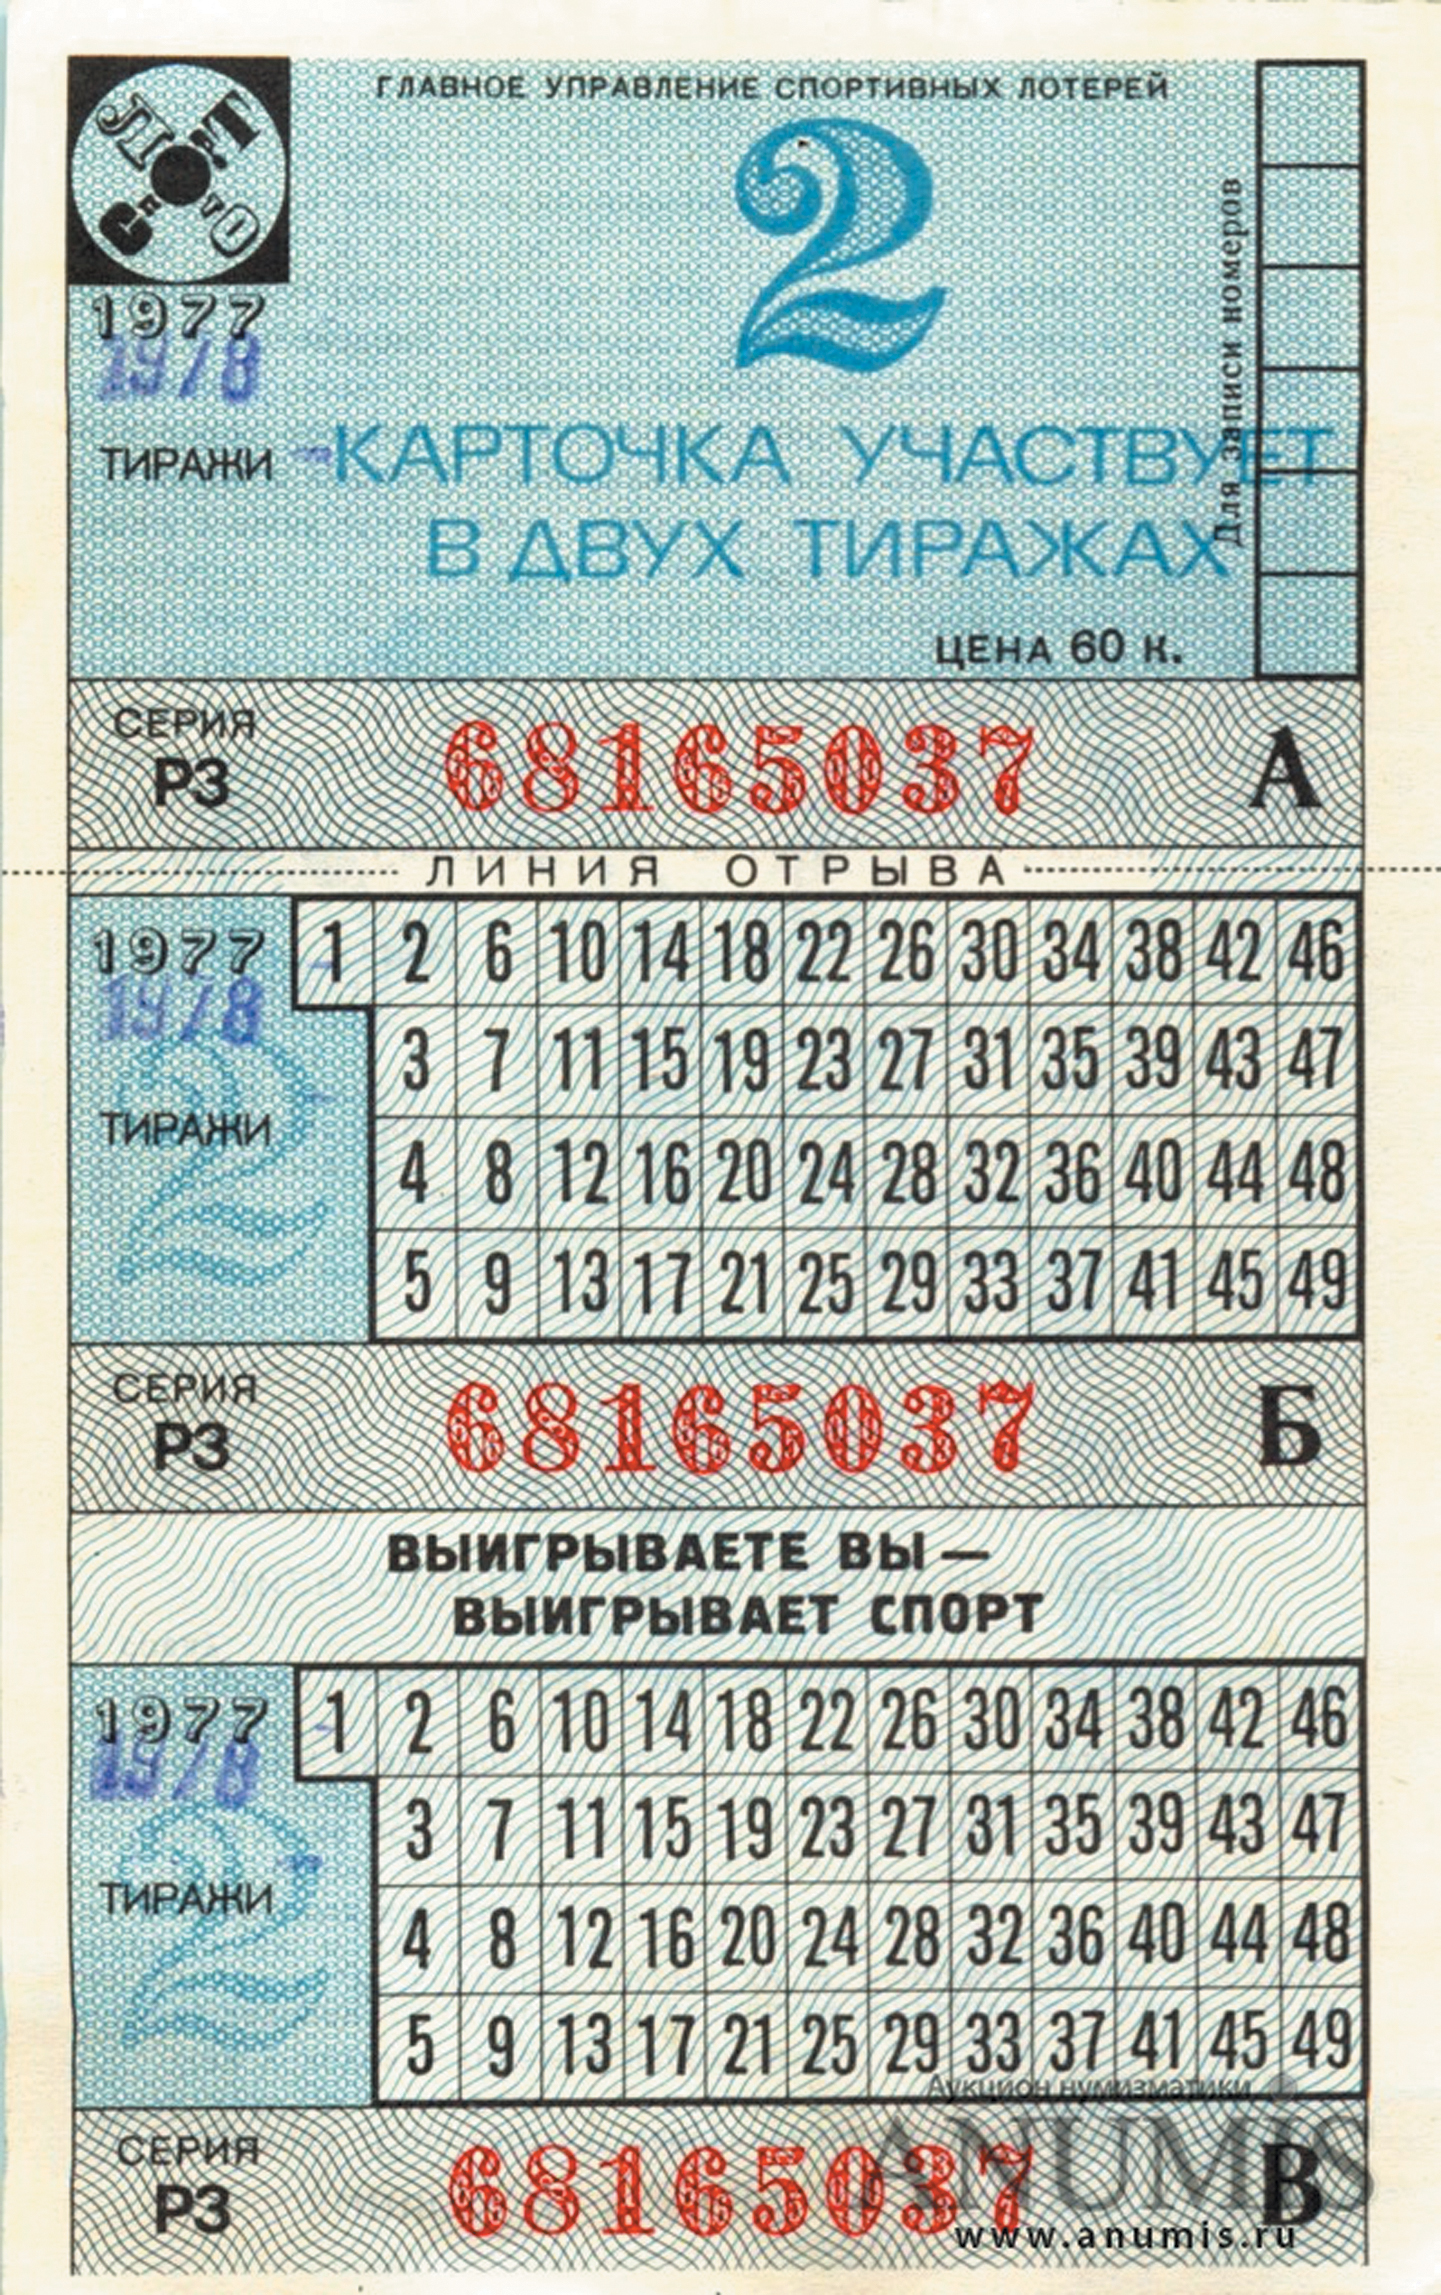 СпортЛОТО
ГЛАВНОЕ УПРАВЛЕНИЕ СПОРТИВНЫХ ЛОТЕРЕЙ
2
1977
1978
ТИРАЖИ
КАРТОЧКА УЧАСТВУЕТ
В ДВУХ ТИРАЖАХ
Для записи номеров
ЦЕНА 60 к.
СЕРИЯ
РЗ
68165037
А
ЛИНИЯ ОТРЫВА
1977
1978
2
ТИРАЖИ
1 2 6 10 14 18 22 26 30 34 38 42 46
3 7 11 15 19 23 27 31 35 39 43 47
4 8 12 16 20 24 28 32 36 40 44 48
5 9 13 17 21 25 29 33 37 41 45 49
СЕРИЯ
РЗ
68165037
Б
ВЫИГРЫВАЕТЕ ВЫ —
ВЫИГРЫВАЕТ СПОРТ
1977
1978
2
ТИРАЖИ
1 2 6 10 14 18 22 26 30 34 38 42 46
3 7 11 15 19 23 27 31 35 39 43 47
4 8 12 16 20 24 28 32 36 40 44 48
5 9 13 17 21 25 29 33 37 41 45 49
СЕРИЯ
РЗ
68165037
В
Аукцион нумизматики
ANUMIS
www.anumis.ru